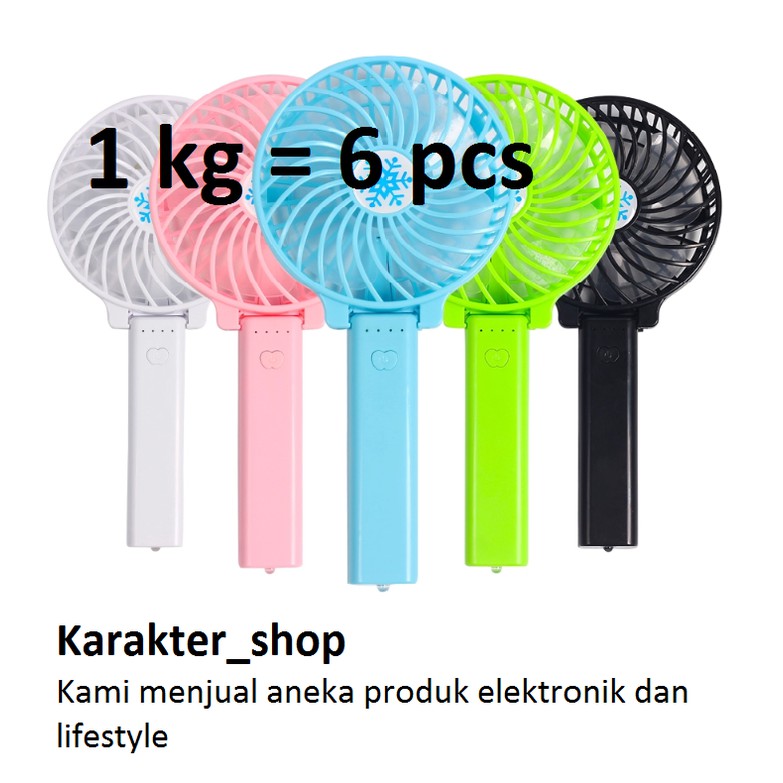 1 kg = 6 pcs
Karakter_shop
Kami menjual aneka produk elektronik dan
lifestyle